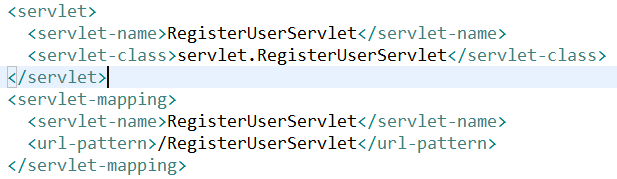 <servlet>
  <servlet-name>RegisterUserServlet</servlet-name>
  <servlet-class>servlet.RegisterUserServlet</servlet-class>
</servlet>
<servlet-mapping>
  <servlet-name>RegisterUserServlet</servlet-name>
  <url-pattern>/RegisterUserServlet</url-pattern>
</servlet-mapping>